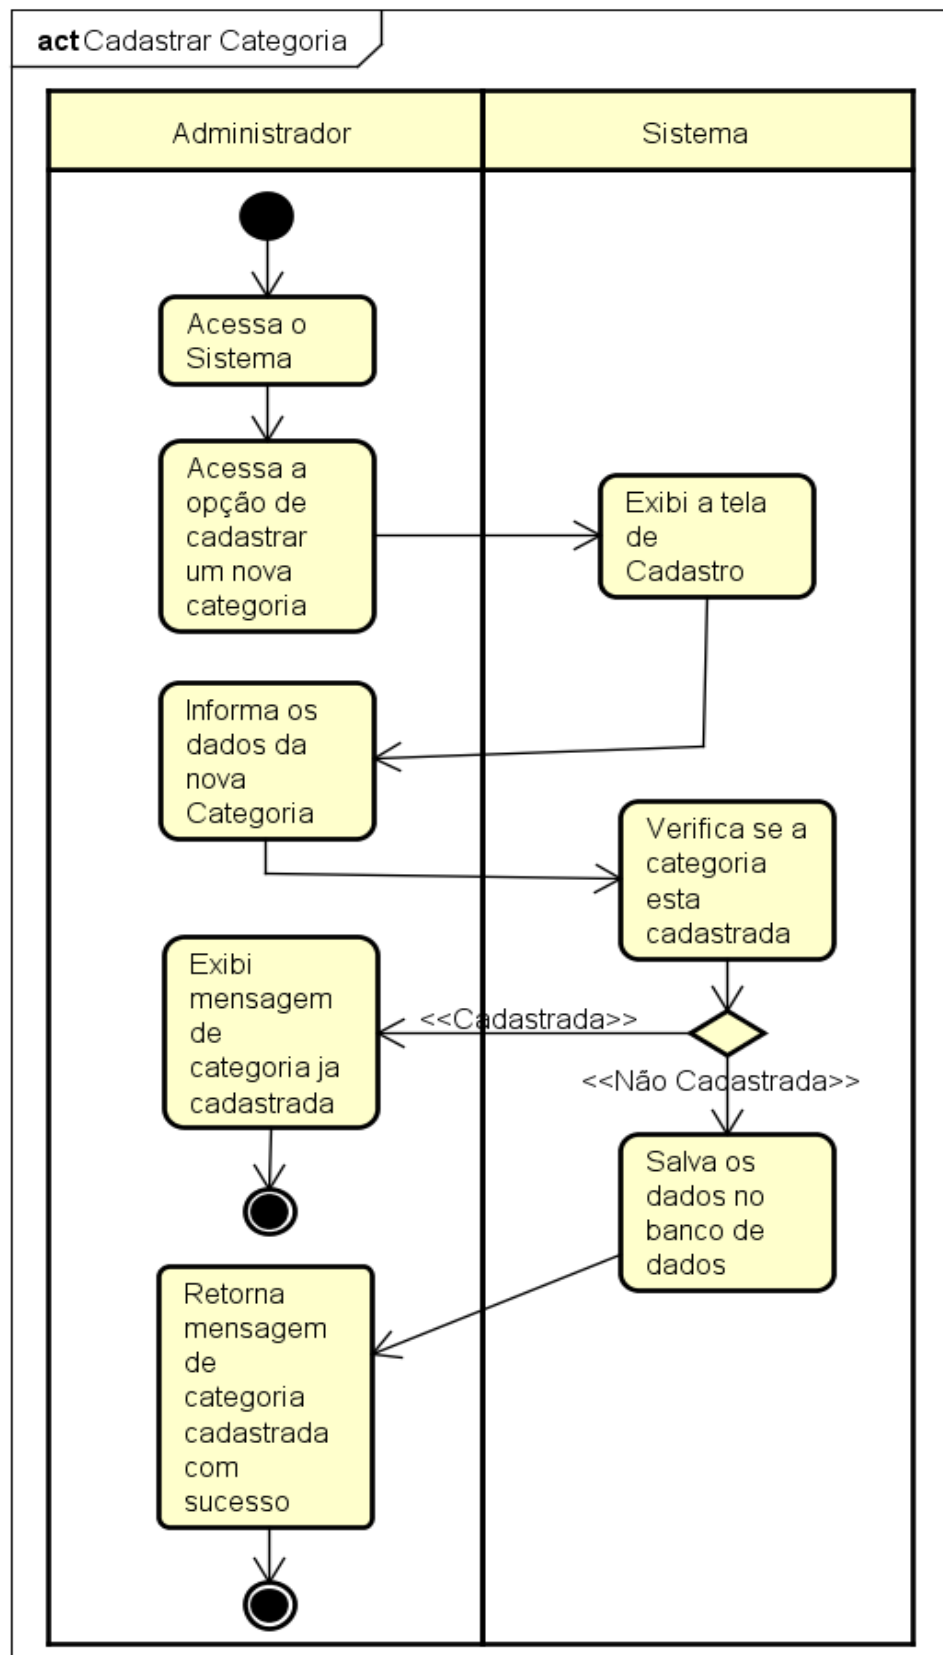 act Cadastrar Categoria
Administrador
Sistema
Acessa o
Sistema
Acessa a
opção de
cadastrar
um nova
categoria
Exibi a tela
de
Cadastro
Informa os
dados da
nova
Categoria
Verifica se a
categoria
esta
cadastrada
Exibi
mensagem
de
categoria ja
cadastrada
<<Cadastrada>>
<<Não Cadastrada>>
Salva os
dados no
banco de
dados
Retorna
mensagem
de
categoria
cadastrada
com
sucesso